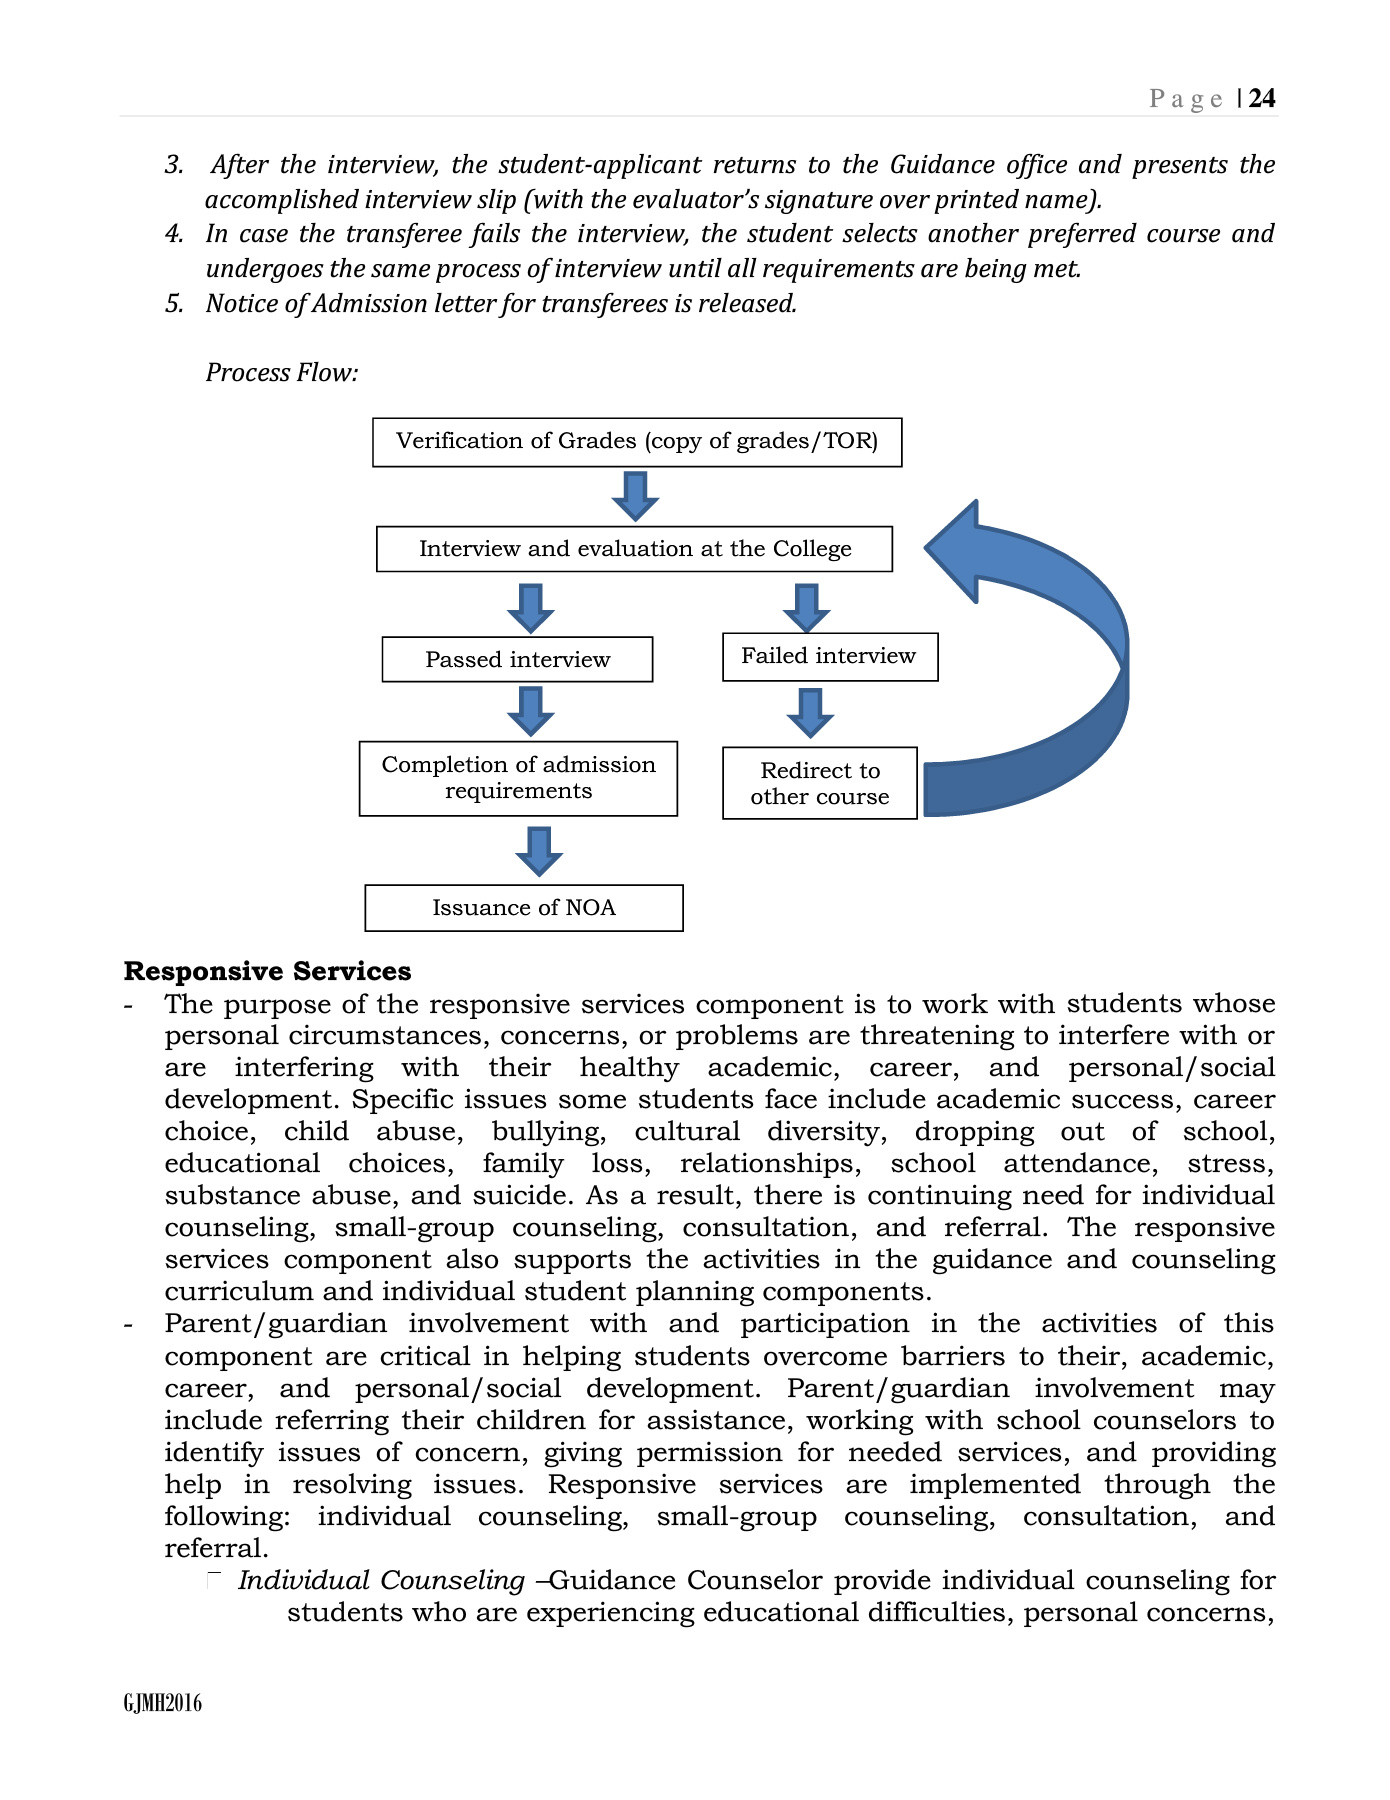 Page | 24
3. After the interview, the student-applicant returns to the Guidance office and presents the
accomplished interview slip (with the evaluator's signature over printed name).
4. In case the transferee fails the interview, the student selects another preferred course and
undergoes the same process of interview until all requirements are being met.
5. Notice of Admission letter for transferees is released.
Process Flow:
Verification of Grades (copy of grades/TOR)
Interview and evaluation at the College
Passed interview
Failed interview
Completion of admission
requirements
Redirect to
other course
Issuance of NOA
Responsive Services
- The purpose of the responsive services component is to work with students whose
personal circumstances, concerns, or problems are threatening to interfere with or
are interfering with their healthy academic, career, and personal/social
development. Specific issues some students face include academic success, career
choice, child abuse, bullying, cultural diversity, dropping out of school,
educational choices, family loss, relationships, school attendance, stress,
substance abuse, and suicide. As a result, there is continuing need for individual
counseling, small-group counseling, consultation, and referral. The responsive
services component also supports the activities in the guidance and counseling
curriculum and individual student planning components.
- Parent/guardian involvement with and participation in the activities of this
component are critical in helping students overcome barriers to their, academic,
career, and personal/social development. Parent/guardian involvement may
include referring their children for assistance, working with school counselors to
identify issues of concern, giving permission for needed services, and providing
help in resolving issues. Responsive services are implemented through the
following: individual counseling, small-group counseling, consultation, and
referral.
Individual Counseling –Guidance Counselor provide individual counseling for
students who are experiencing educational difficulties, personal concerns,
GJMH2016